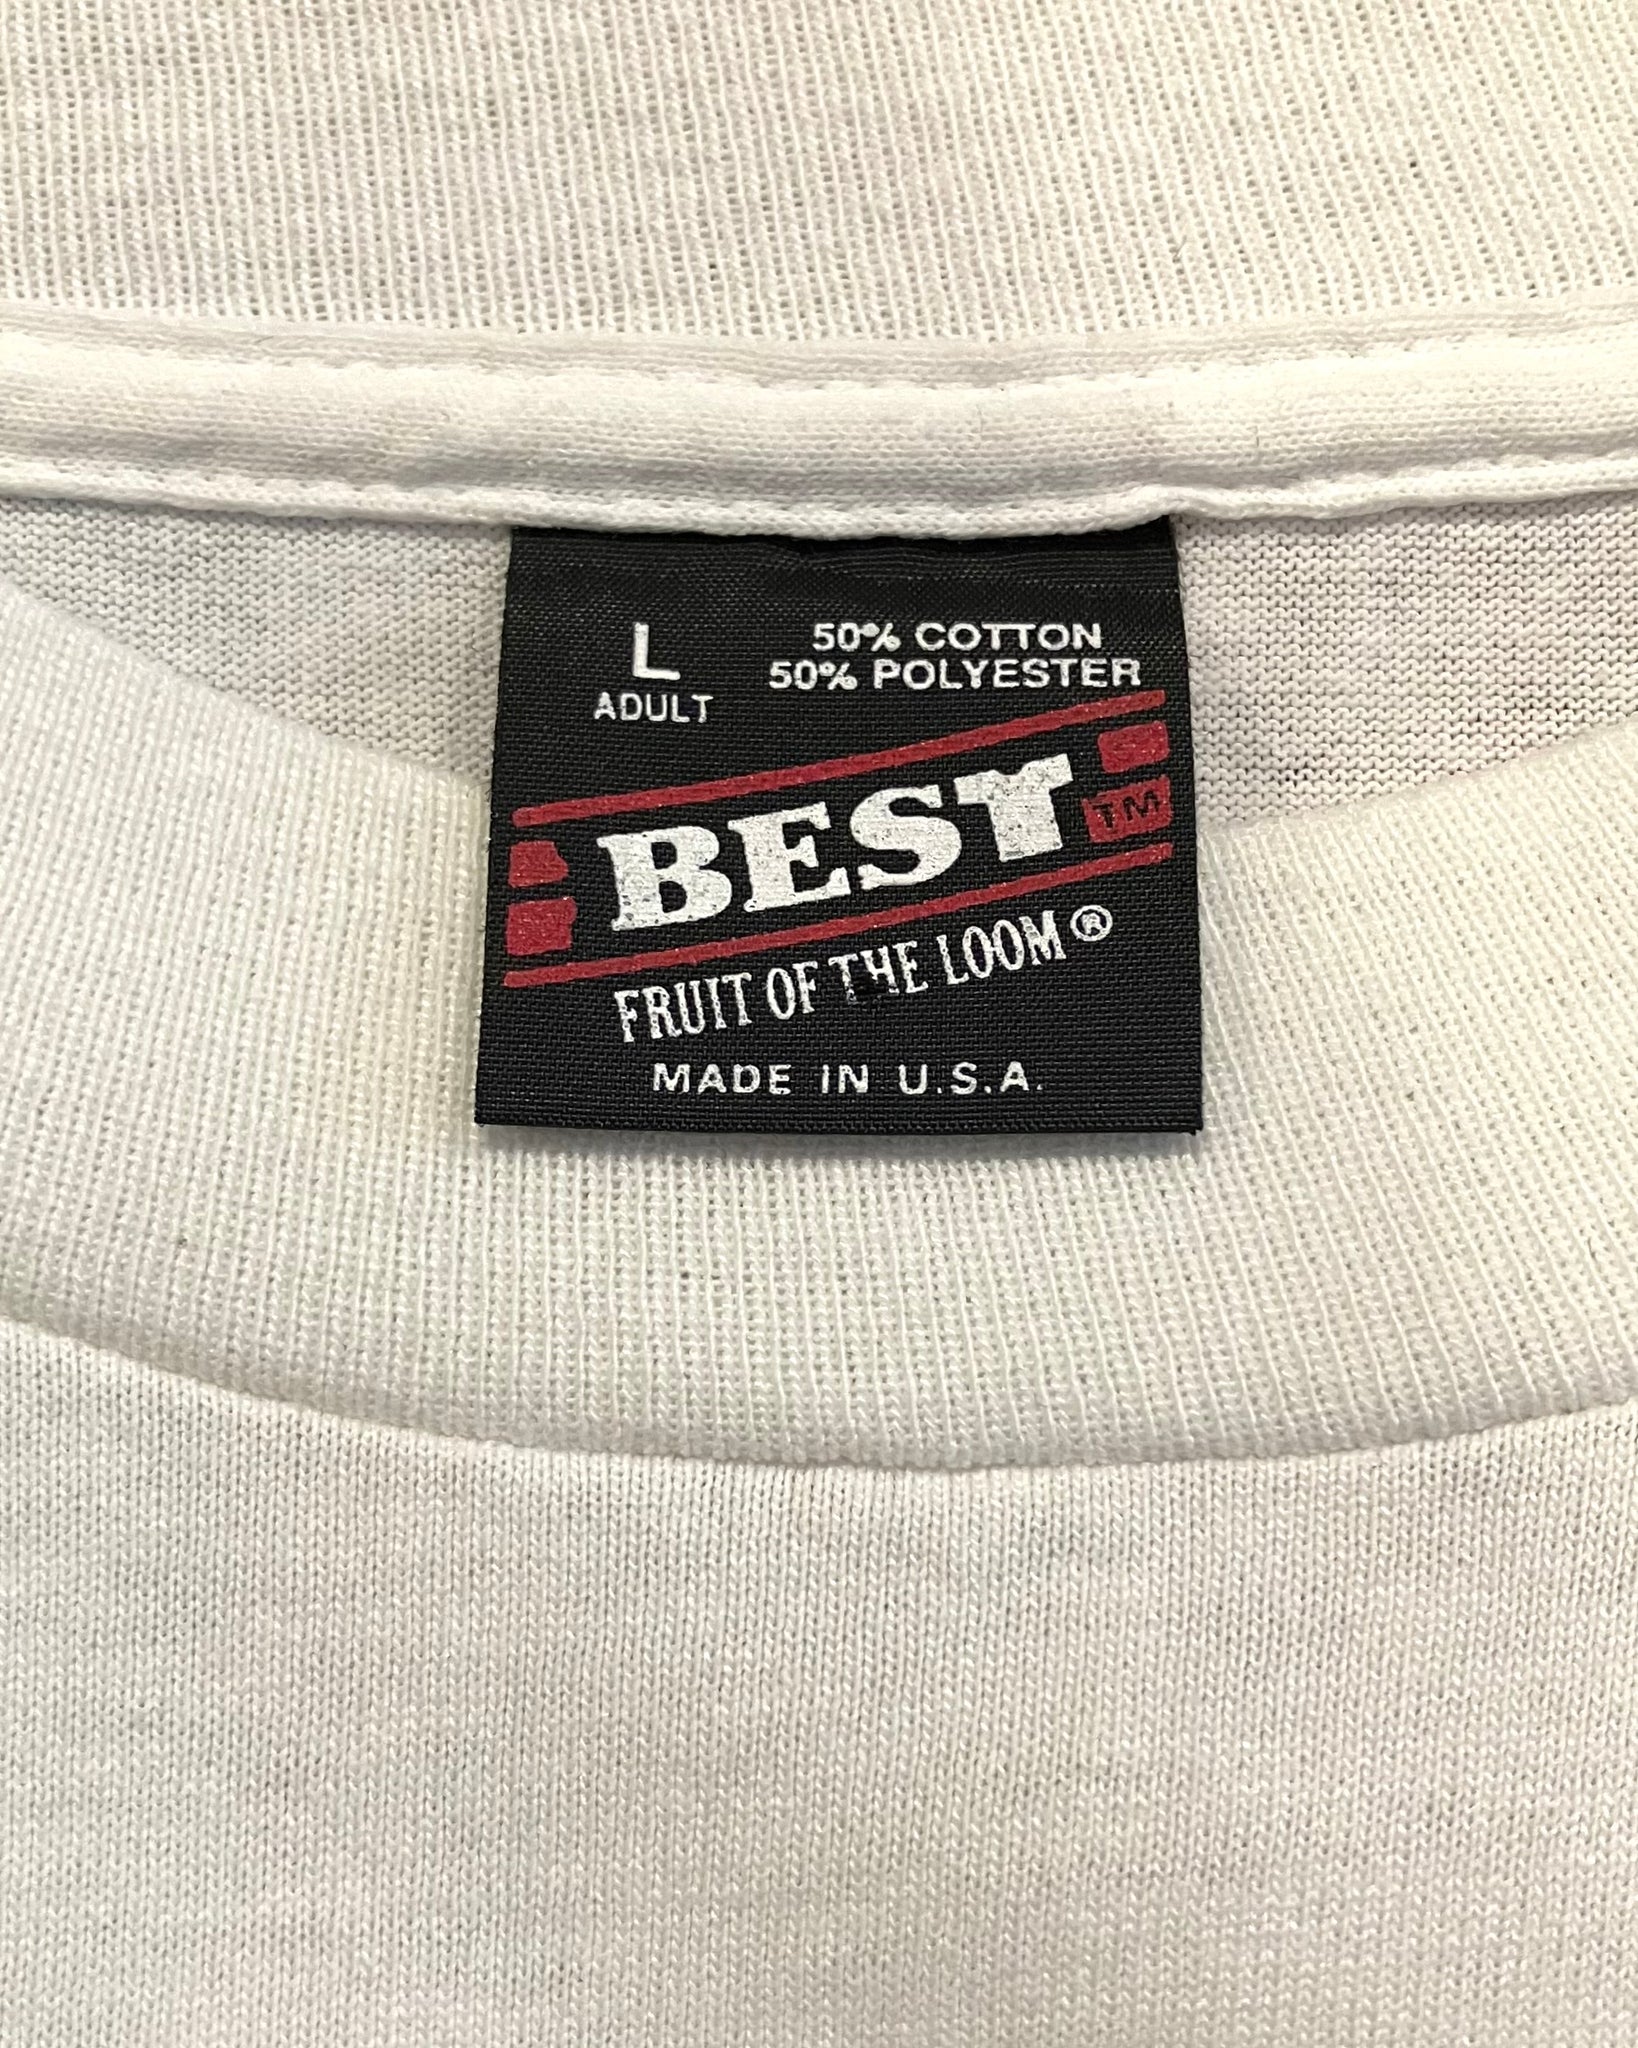 L
ADULT
50% COTTON
50% POLYESTER
BEST
TM
FRUIT OF THE LOOM®
MADE IN U.S.A.